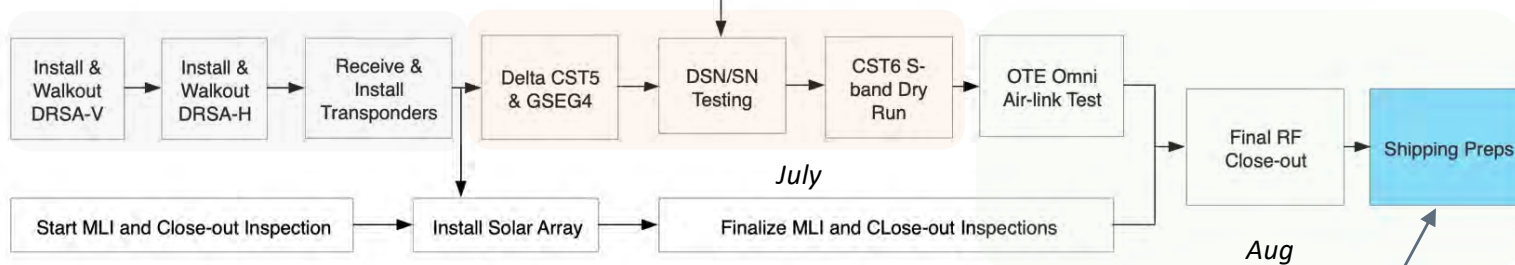 Install &
Walkout
DRSA-V
Install &
Walkout
DRSA-H
Receive &
Install
Transponders
Delta CST5
& GSEG4
DSN/SN
Testing
CST6 S-
band Dry
Run
OTE Omni
Air-link Test
Final RF
Close-out
Shipping Preps
July
Start MLI and Close-out Inspection
Install Solar Array
Finalize MLI and CLose-out Inspections
Aug